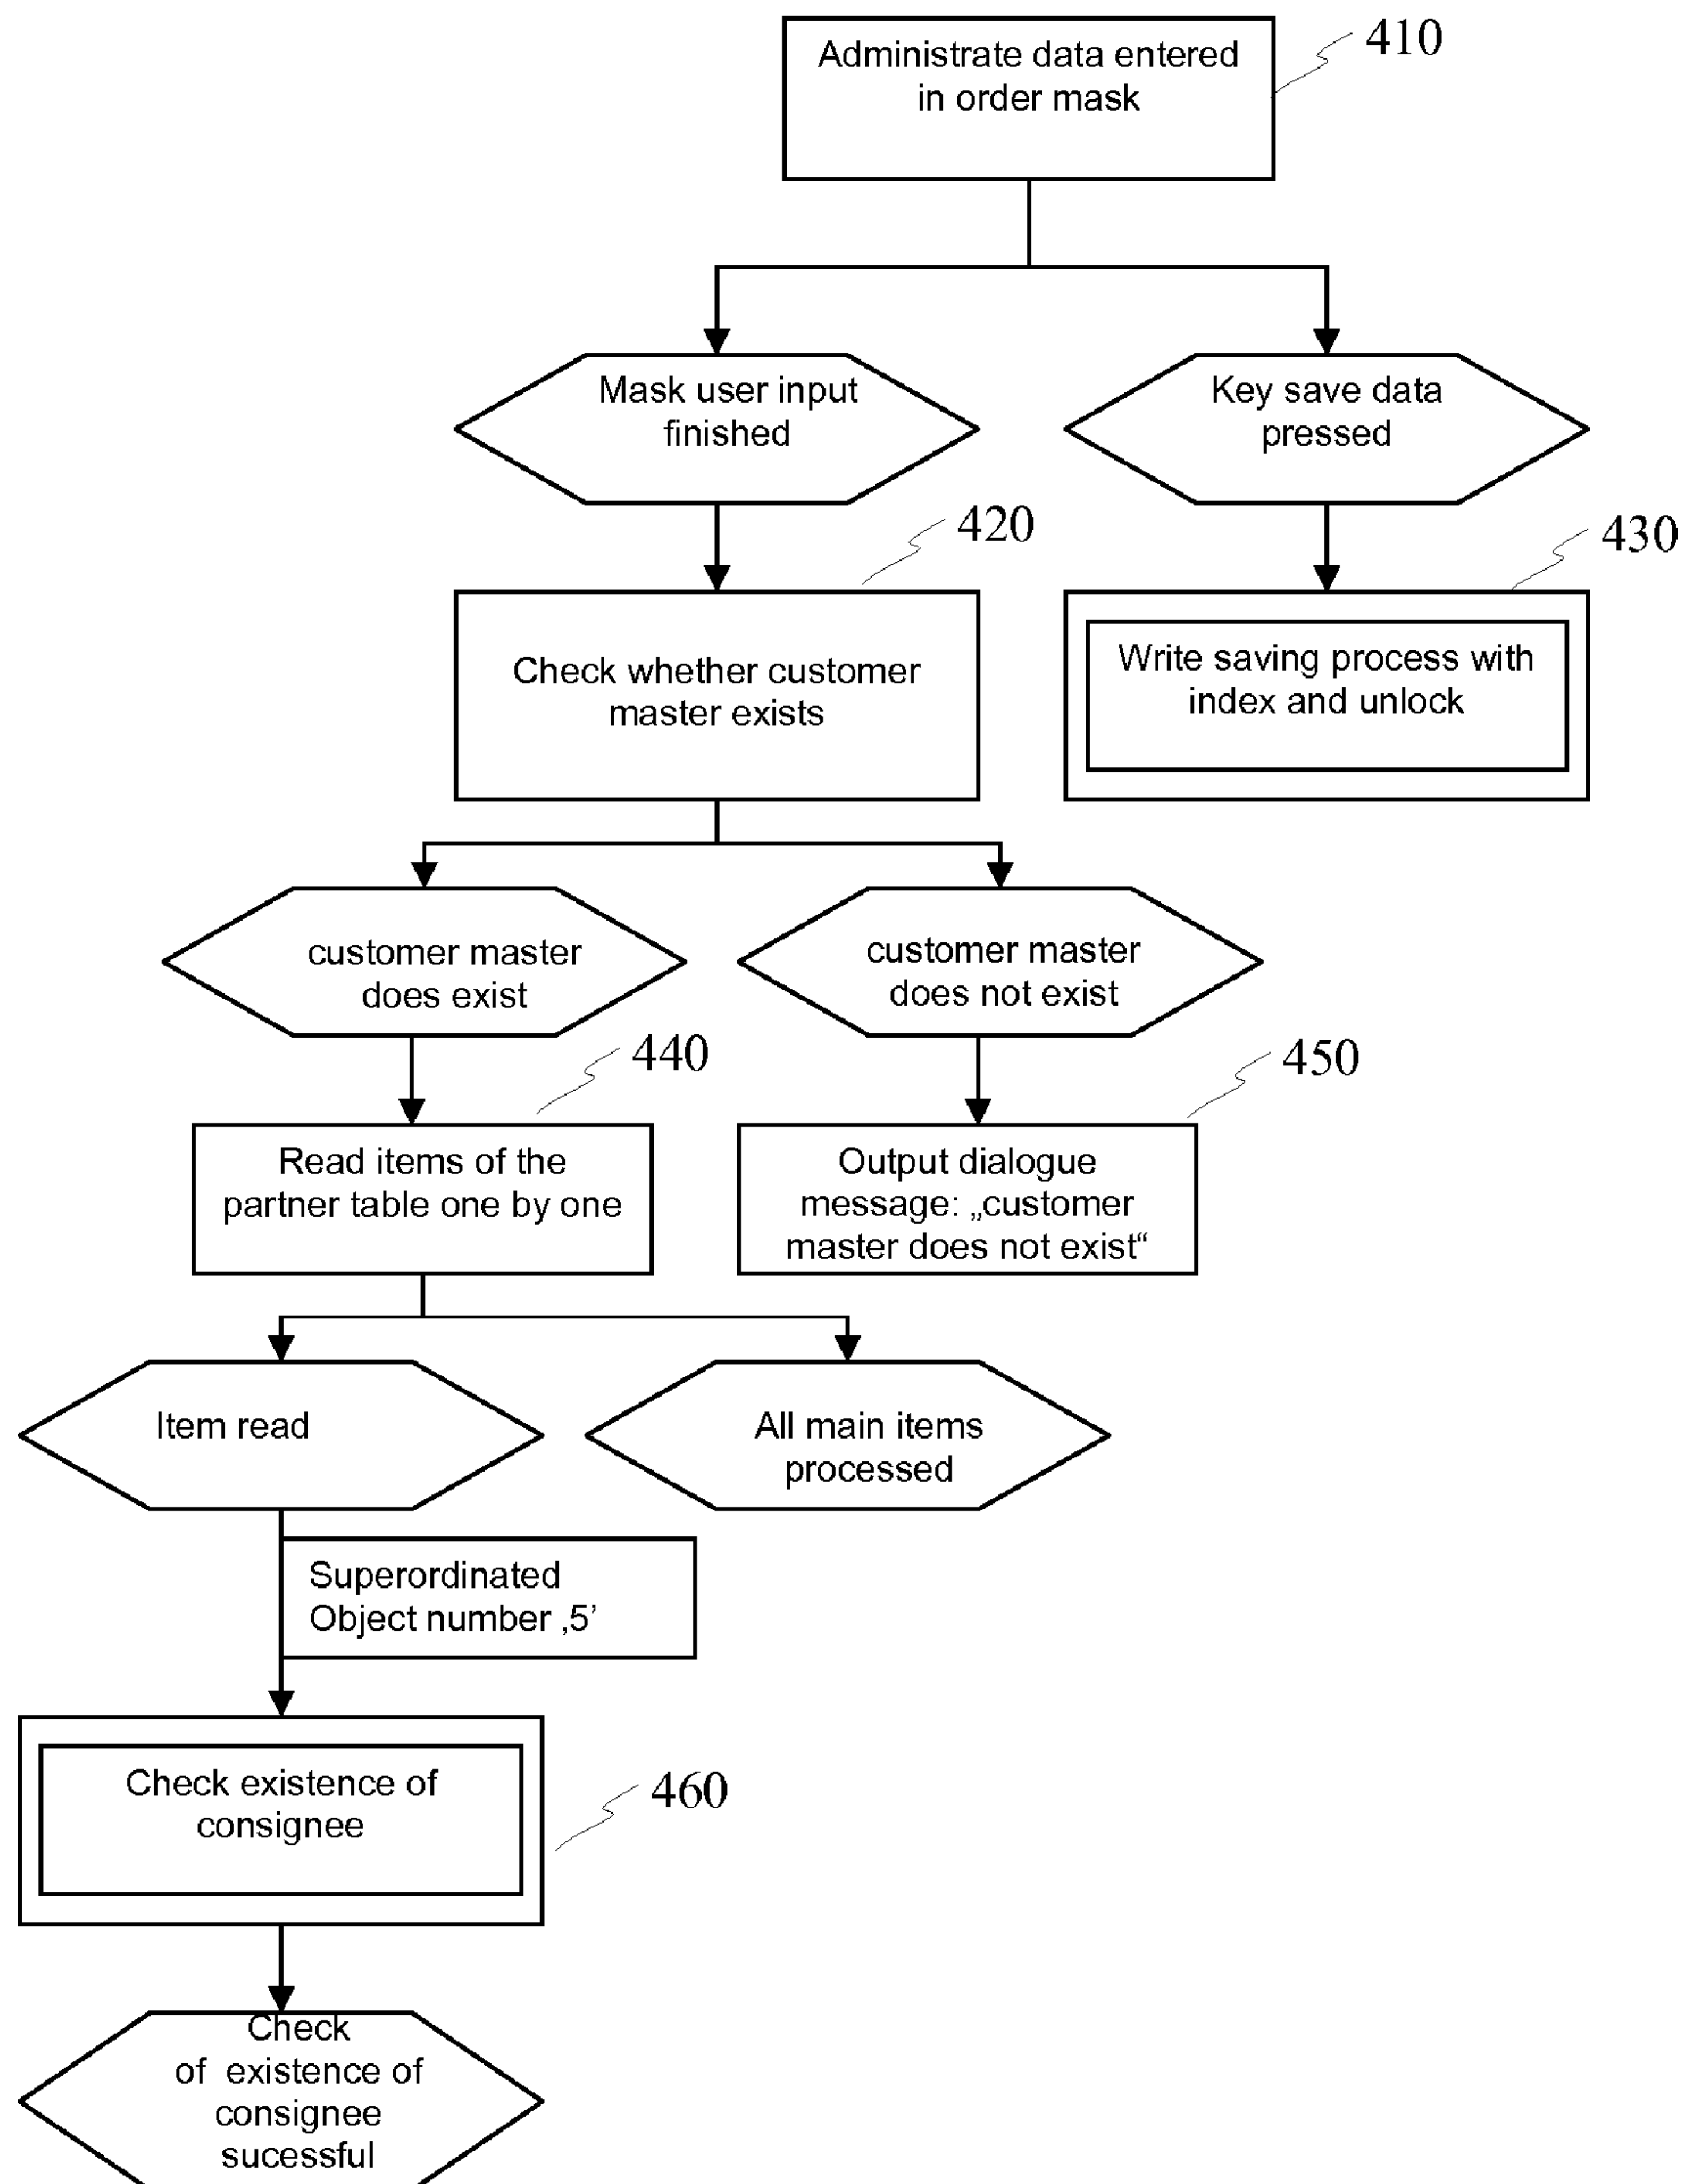 Administrate data entered
in order mask
410
Mask user input
finished
Key save data
pressed
420
430
Check whether customer
master exists
Write saving process with
index and unlock
customer master
does exist
customer master
does not exist
440
450
Read items of the
partner table one by one
Output dialogue
message: „customer
master does not exist“
Item read
All main items
processed
Superordinated
Object number ‚5’
Check existence of
consignee
460
Check
of existence of
consignee
sucessful